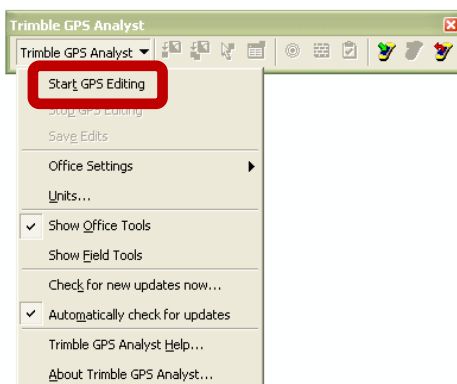 Trimble GPS Analyst
Trimble GPS Analyst
Start GPS Editing
Stop GPS Editing
Save Edits
Office Settings
Units...
Show Office Tools
Show Field Tools
Check for new updates now...
Automatically check for updates
Trimble GPS Analyst Help...
About Trimble GPS Analyst...